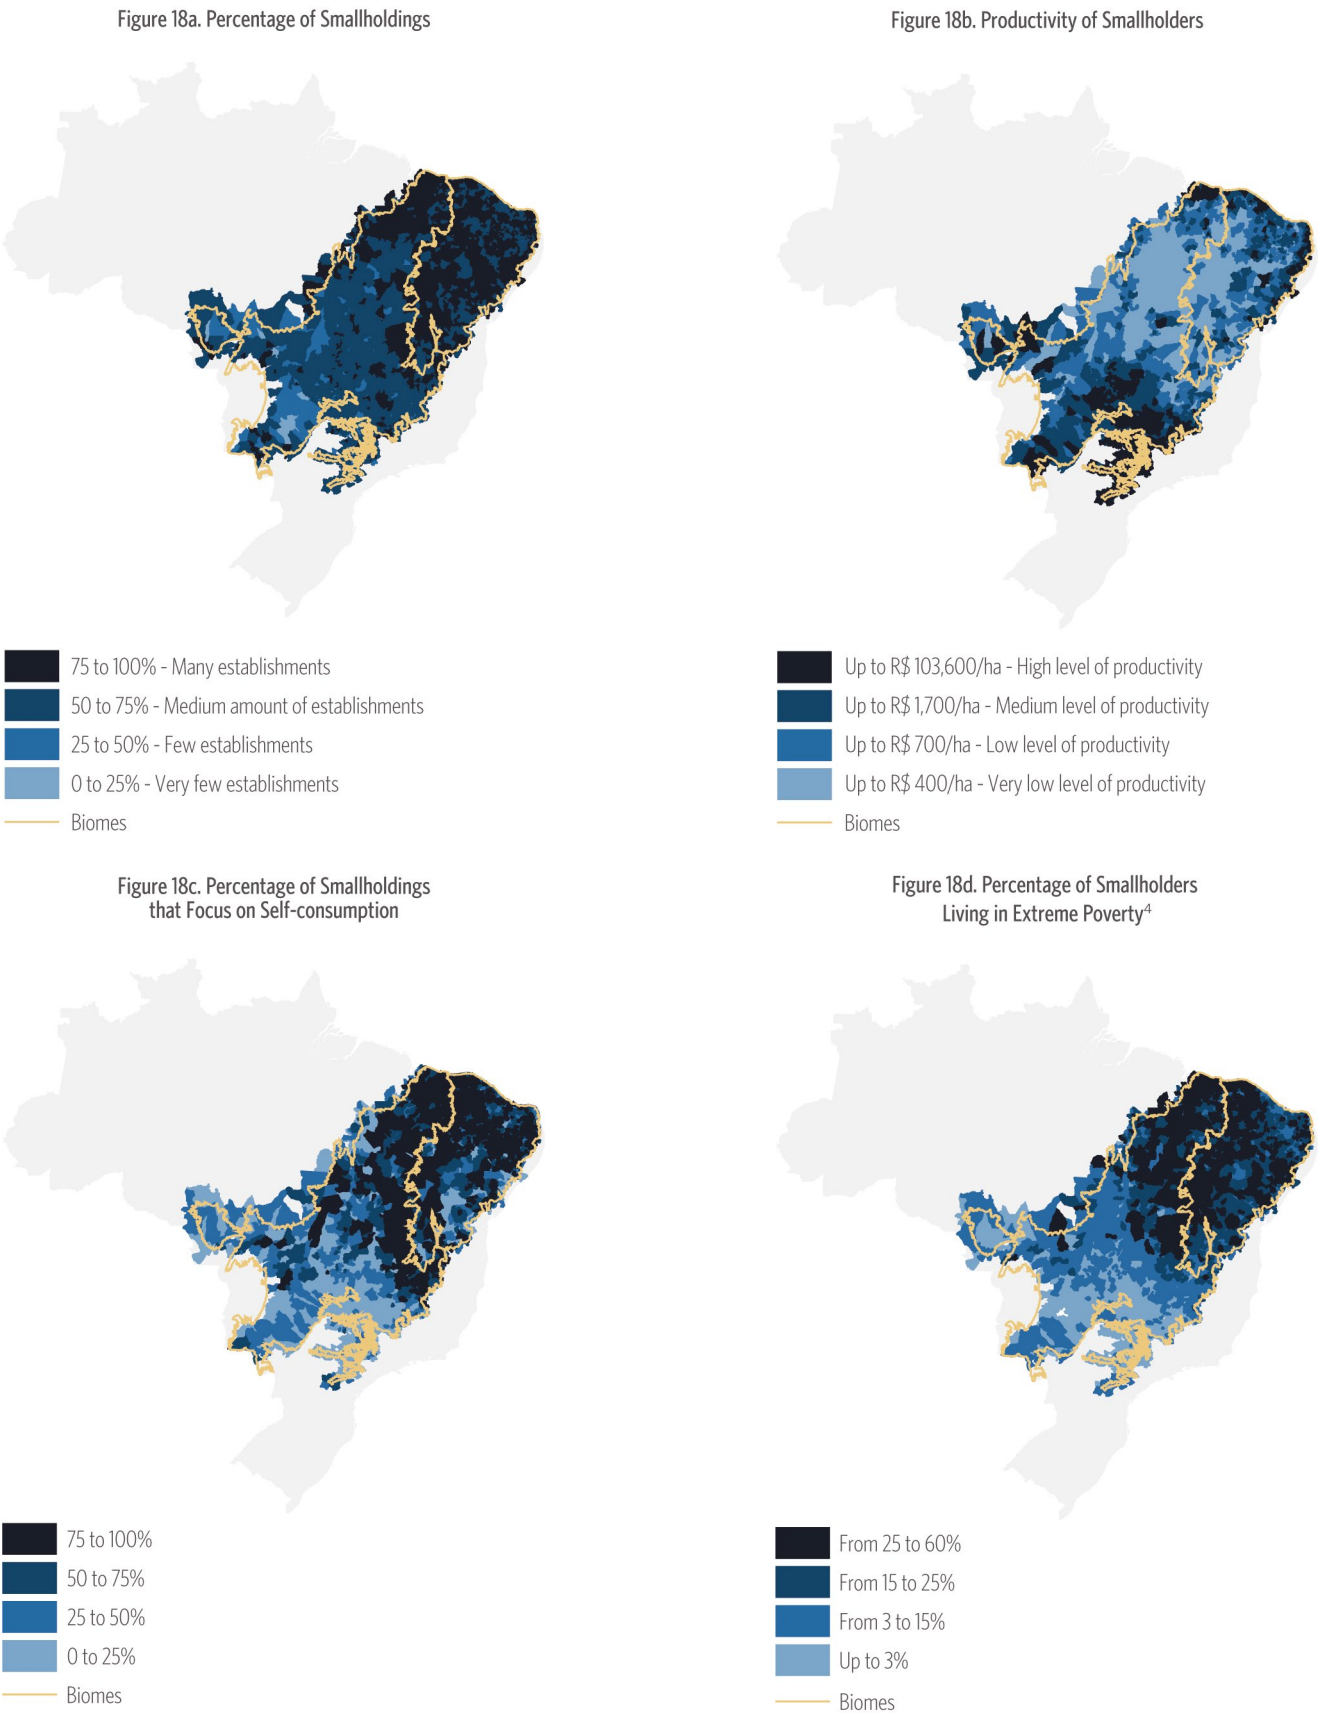 Figure 18a. Percentage of Smallholdings
75 to 100% - Many establishments
50 to 75% - Medium amount of establishments
25 to 50% - Few establishments
0 to 25% - Very few establishments
Biomes
Figure 18b. Productivity of Smallholders
Up to R$ 103,600/ha - High level of productivity
Up to R$ 1,700/ha - Medium level of productivity
Up to R$ 700/ha - Low level of productivity
Up to R$ 400/ha - Very low level of productivity
Biomes
Figure 18c. Percentage of Smallholdings
that Focus on Self-consumption
75 to 100%
50 to 75%
25 to 50%
0 to 25%
Biomes
Figure 18d. Percentage of Smallholders
Living in Extreme Poverty⁴
From 25 to 60%
From 15 to 25%
From 3 to 15%
Up to 3%
Biomes